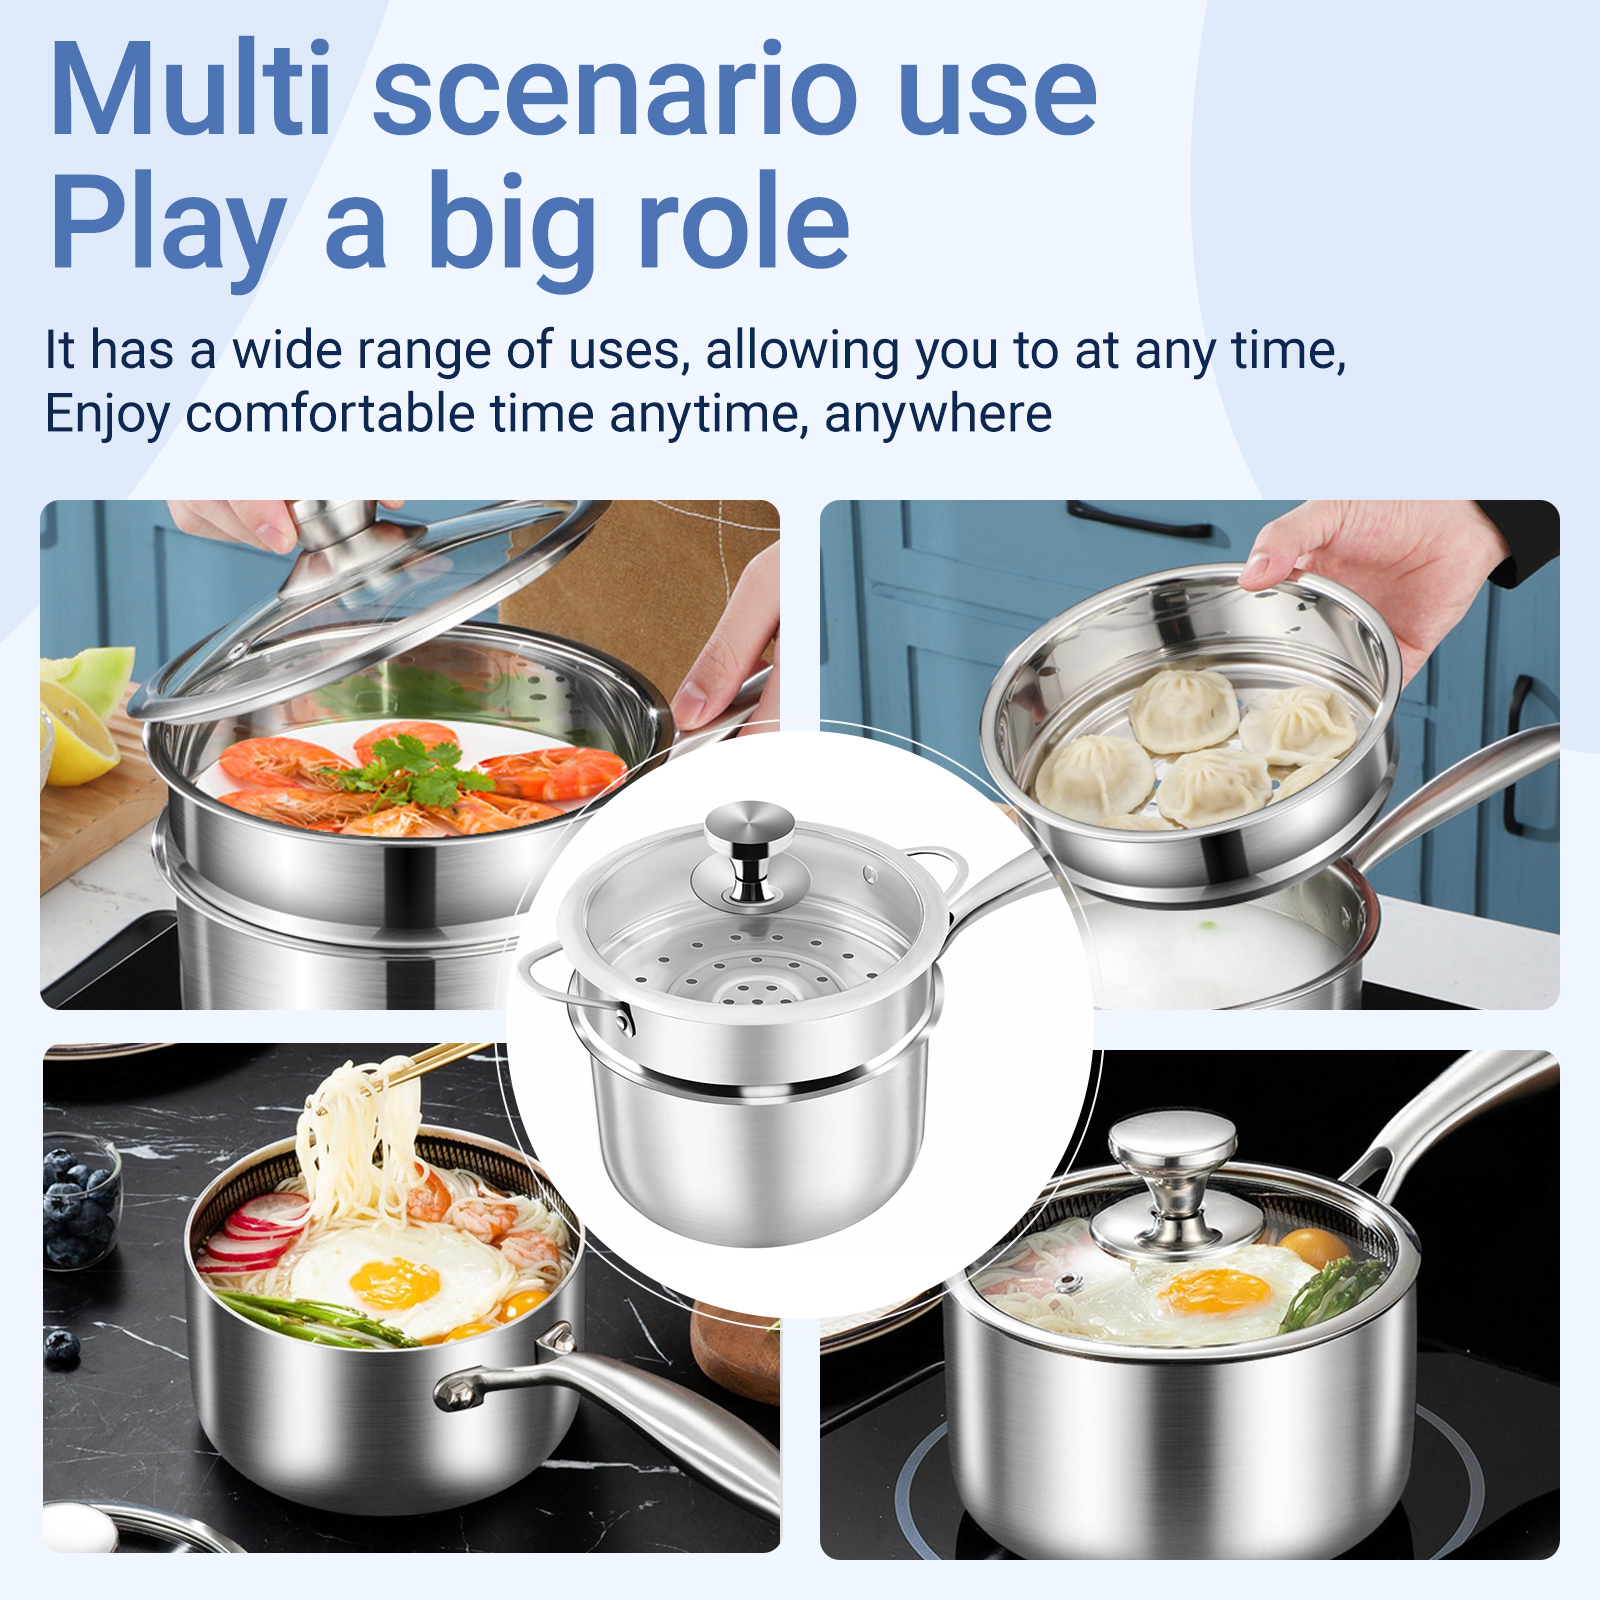 Multi scenario use
Play a big role
It has a wide range of uses, allowing you to at any time,
Enjoy comfortable time anytime, anywhere